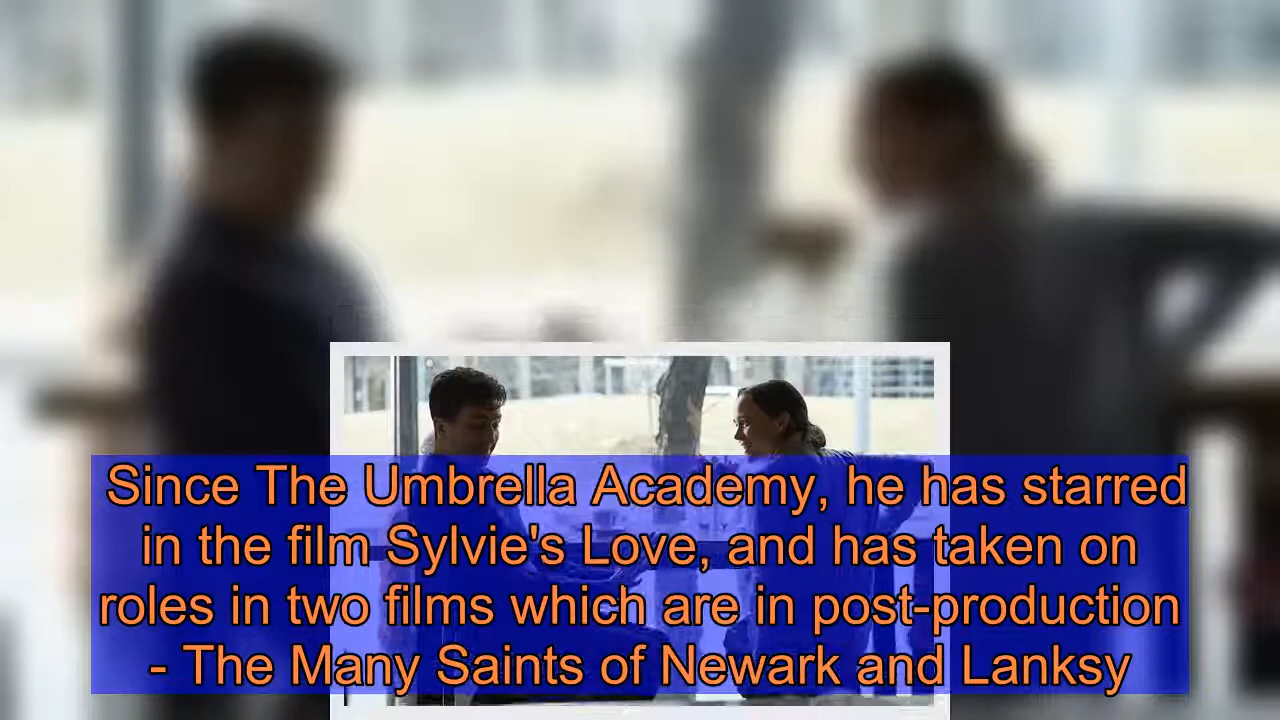 Since The Umbrella Academy, he has starred
in the film Sylvie's Love, and has taken on
roles in two films which are in post-production
- The Many Saints of Newark and Lanksy